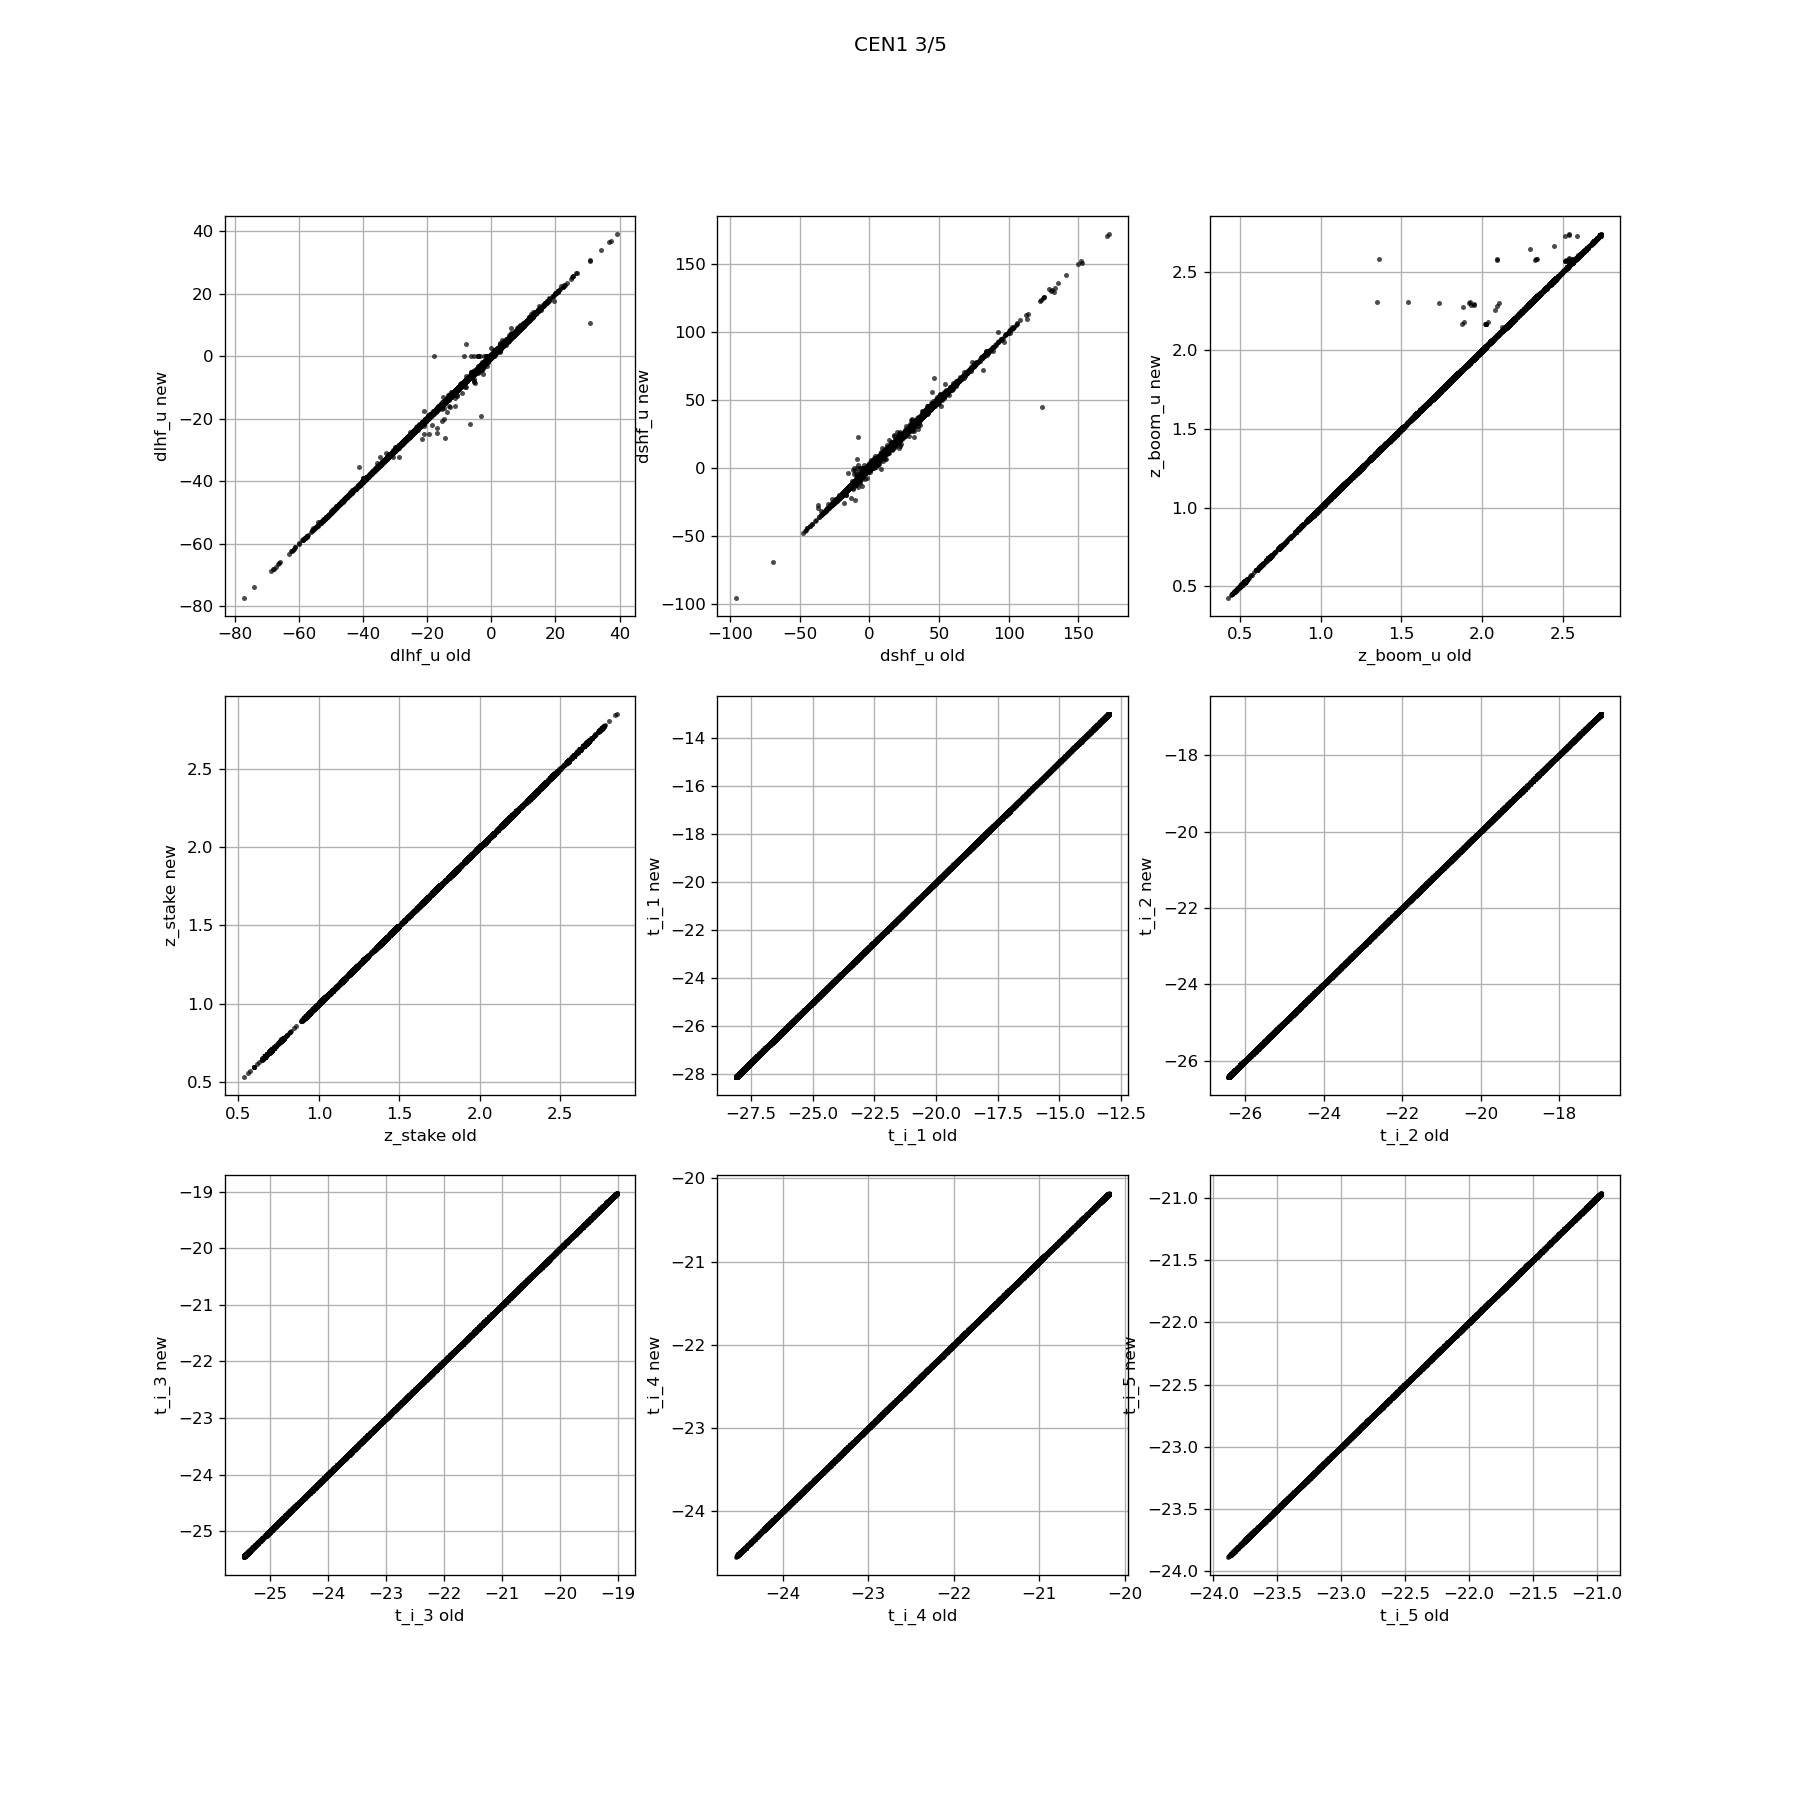 CEN1 3/5
40
20
0
−20
−40
−60
−80
dlhf_u new
−80 −60 −40 −20 0 20 40
dlhf_u old
150
100
50
0
−50
−100
dshf_u new
−100 −50 0 50 100 150
dshf_u old
2.5
2.0
1.5
1.0
0.5
z_boom_u new
0.5 1.0 1.5 2.0 2.5
z_boom_u old
2.5
2.0
1.5
1.0
0.5
z_stake new
0.5 1.0 1.5 2.0 2.5
z_stake old
−14
−16
−18
−20
−22
−24
−26
−28
t_i_1 new
−27.5 −25.0 −22.5 −20.0 −17.5 −15.0 −12.5
t_i_1 old
−18
−20
−22
−24
−26
t_i_2 new
−26 −24 −22 −20 −18
t_i_2 old
−19
−20
−21
−22
−23
−24
−25
t_i_3 new
−25 −24 −23 −22 −21 −20 −19
t_i_3 old
−20
−21
−22
−23
−24
t_i_4 new
−24 −23 −22 −21 −20
t_i_4 old
−21.0
−21.5
−22.0
−22.5
−23.0
−23.5
−24.0
t_i_5 new
−24.0 −23.5 −23.0 −22.5 −22.0 −21.5 −21.0
t_i_5 old